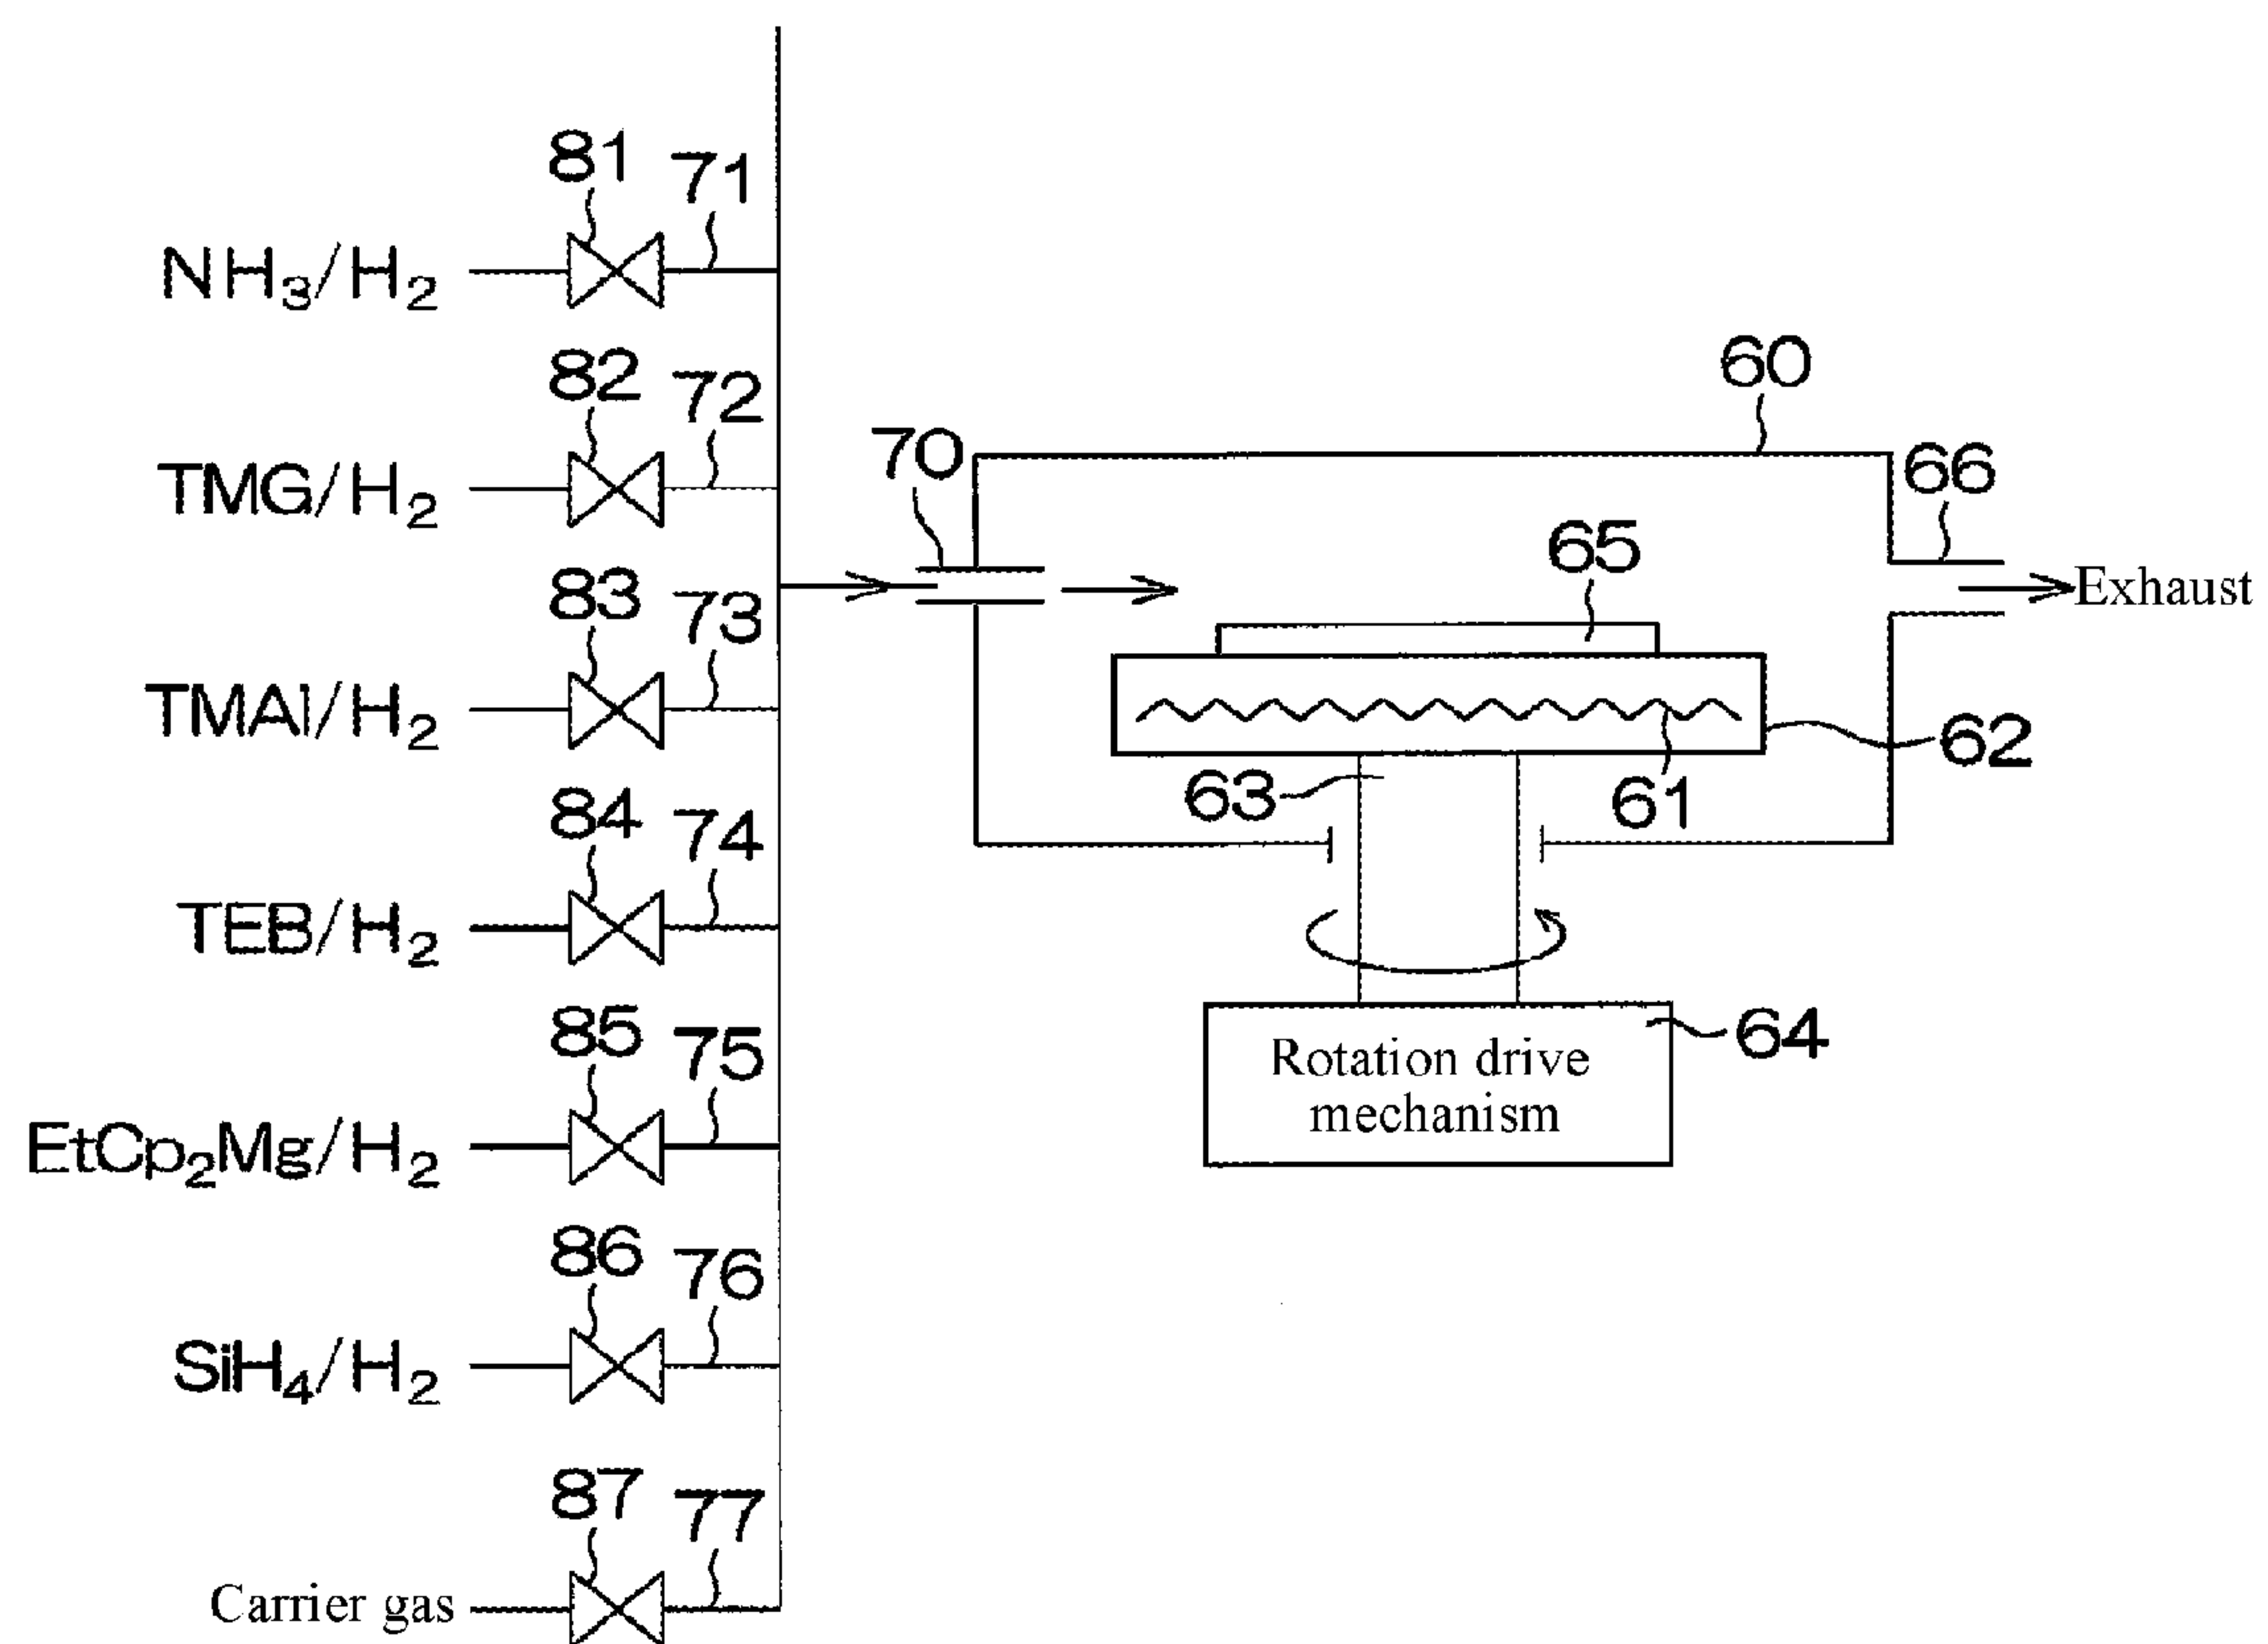 81 71
NH₃/H₂
82 72
TMG/H₂
83 73
TMAl/H₂
84 74
TEB/H₂
85 75
EtCp₂Mg/H₂
86 76
SiH₄/H₂
87 77
Carrier gas
60
70
66
65
Exhaust
62
63
61
64
Rotation drive
mechanism